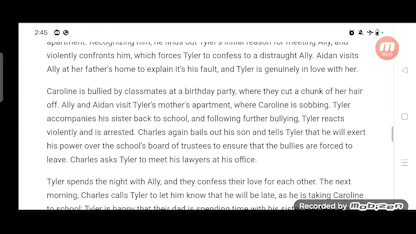 2:45
apartment. Recognizing him, he finds out Tyler's initial reason for meeting Ally, and
violently confronts him, which forces Tyler to confess to a distraught Ally. Aidan visits
Ally at her father's home to explain it's his fault, and Tyler is genuinely in love with her.
Caroline is bullied by classmates at a birthday party, where they cut a chunk of her hair
off. Ally and Aidan visit Tyler's mother's apartment, where Caroline is sobbing. Tyler
accompanies his sister back to school, and following further bullying, Tyler reacts
violently and is arrested. Charles again bails out his son and tells Tyler that he will exert
his power over the school's board of trustees to ensure that the bullies are forced to
leave. Charles asks Tyler to meet his lawyers at his office.
Tyler spends the night with Ally, and they confess their love for each other. The next
morning, Charles calls Tyler to let him know that he will be late, as he is taking Caroline
to school; Tyler is happy that their dad is spending time with his sister
Recorded by
mobizen